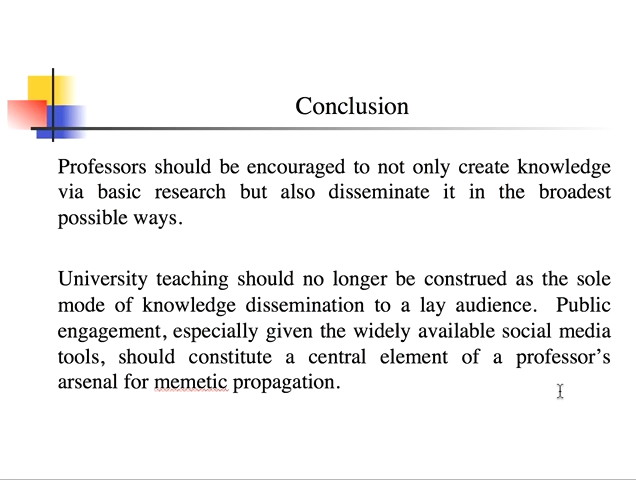 Conclusion
Professors should be encouraged to not only create knowledge
via basic research but also disseminate it in the broadest
possible ways.
University teaching should no longer be construed as the sole
mode of knowledge dissemination to a lay audience.  Public
engagement, especially given the widely available social media
tools, should constitute a central element of a professor's
arsenal for memetic propagation.